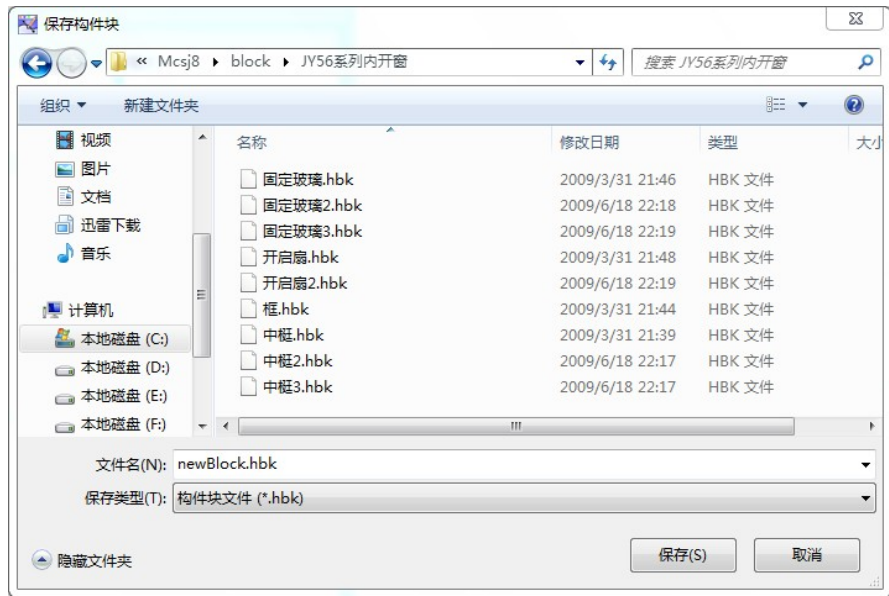 保存构件块
« Mcsj8 ▸ block ▸ JY56系列内开窗
搜索 JY56系列内开窗
组织 新建文件夹
视频
图片
文档
迅雷下载
音乐
计算机
本地磁盘 (C:)
本地磁盘 (D:)
本地磁盘 (E:)
本地磁盘 (F:)
名称 修改日期 类型 大小
固定玻璃.hbk 2009/3/31 21:46 HBK 文件
固定玻璃2.hbk 2009/6/18 22:18 HBK 文件
固定玻璃3.hbk 2009/6/18 22:19 HBK 文件
开启扇.hbk 2009/3/31 21:48 HBK 文件
开启扇2.hbk 2009/6/18 22:19 HBK 文件
框.hbk 2009/3/31 21:44 HBK 文件
中梃.hbk 2009/3/31 21:39 HBK 文件
中梃2.hbk 2009/6/18 22:17 HBK 文件
中梃3.hbk 2009/6/18 22:17 HBK 文件
文件名(N): newBlock.hbk
保存类型(T): 构件块文件 (*.hbk)
隐藏文件夹
保存(S) 取消